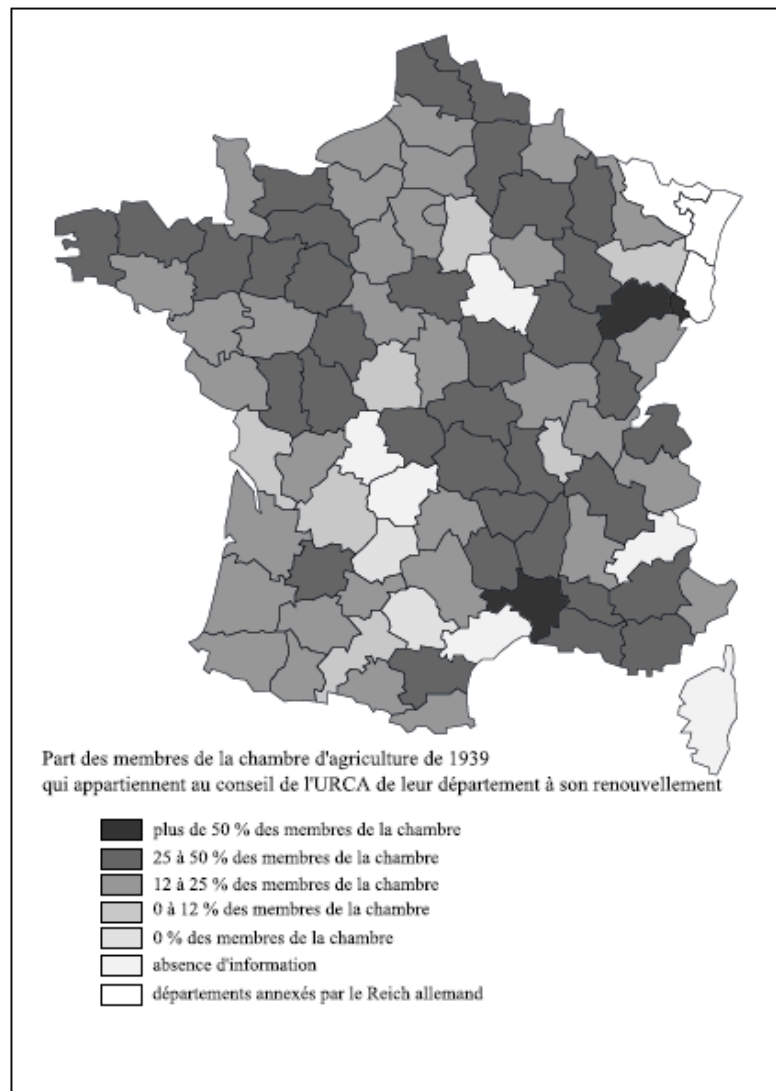 Part des membres de la chambre d'agriculture de 1939
qui appartiennent au conseil de l'URCA de leur département à son renouvellement
plus de 50 % des membres de la chambre
25 à 50 % des membres de la chambre
12 à 25 % des membres de la chambre
0 à 12 % des membres de la chambre
0 % des membres de la chambre
absence d'information
départements annexés par le Reich allemand